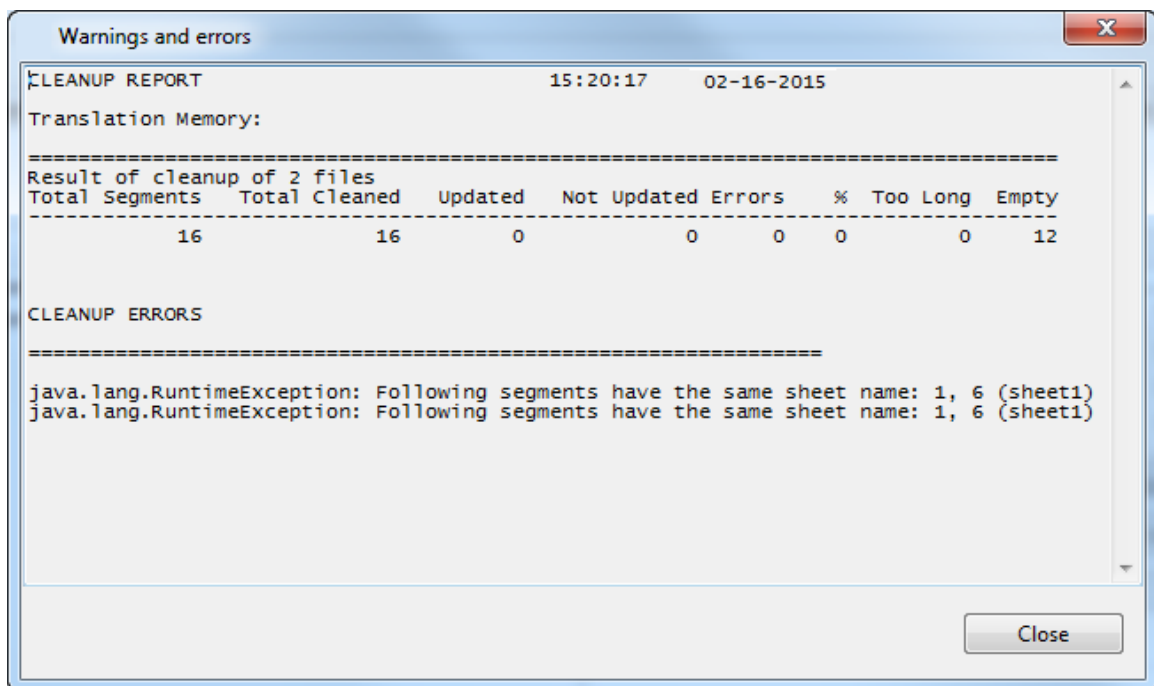 Warnings and errors
CLEANUP REPORT 15:20:17 02-16-2015
Translation Memory:
===================================================================================
Result of cleanup of 2 files
Total Segments Total Cleaned Updated Not Updated Errors % Too Long Empty
-----------------------------------------------------------------------------------
16 16 0 0 0 0 0 12
CLEANUP ERRORS
================================================================
java.lang.RuntimeException: Following segments have the same sheet name: 1, 6 (sheet1)
java.lang.RuntimeException: Following segments have the same sheet name: 1, 6 (sheet1)
Close